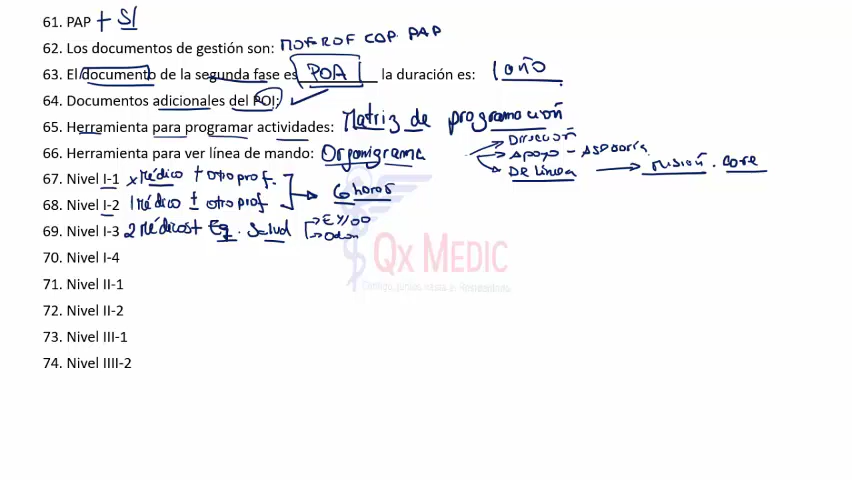 61. PAP + SI
62. Los documentos de gestión son: MOF ROF CAP PAP
63. El documento de la segunda fase es POA la duración es: 1 año
64. Documentos adicionales del POI:
65. Herramienta para programar actividades: Matriz de programación
Dirección
66. Herramienta para ver línea de mando: Organigrama Apoyo - Asesoría
De línea → misión. core
67. Nivel I-1 x médico + otro prof.
6 horas
68. Nivel I-2 1 médico + otro prof
69. Nivel I-3 2 médicos + Eq. Salud
→ Odon
70. Nivel I-4
QX MEDIC
71. Nivel II-1
72. Nivel II-2
73. Nivel III-1
74. Nivel IIII-2